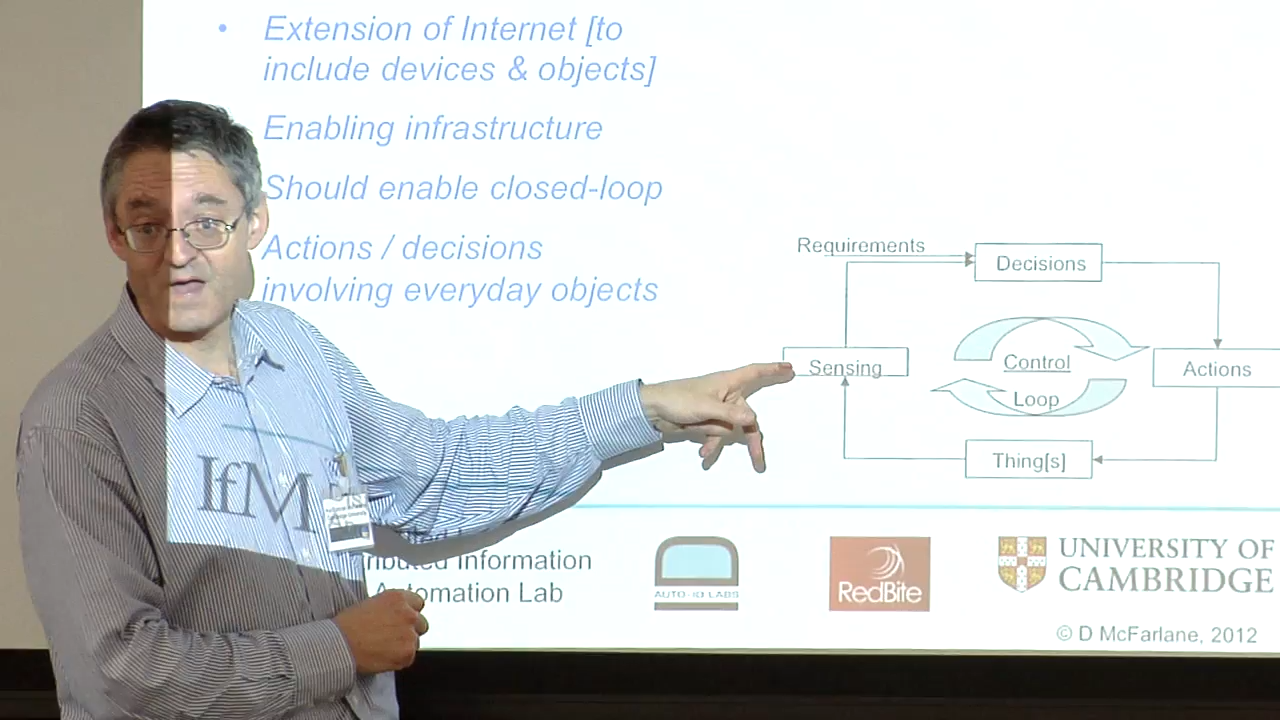 • Extension of Internet [to
include devices & objects]
Enabling infrastructure
Should enable closed-loop
Actions / decisions
involving everyday objects
Requirements
Decisions
Sensing
Control
Loop
Actions
Thing[s]
IfM
ributed Information
Automation Lab
AUTO-ID LABS
RedBite
UNIVERSITY OF
CAMBRIDGE
© D McFarlane, 2012